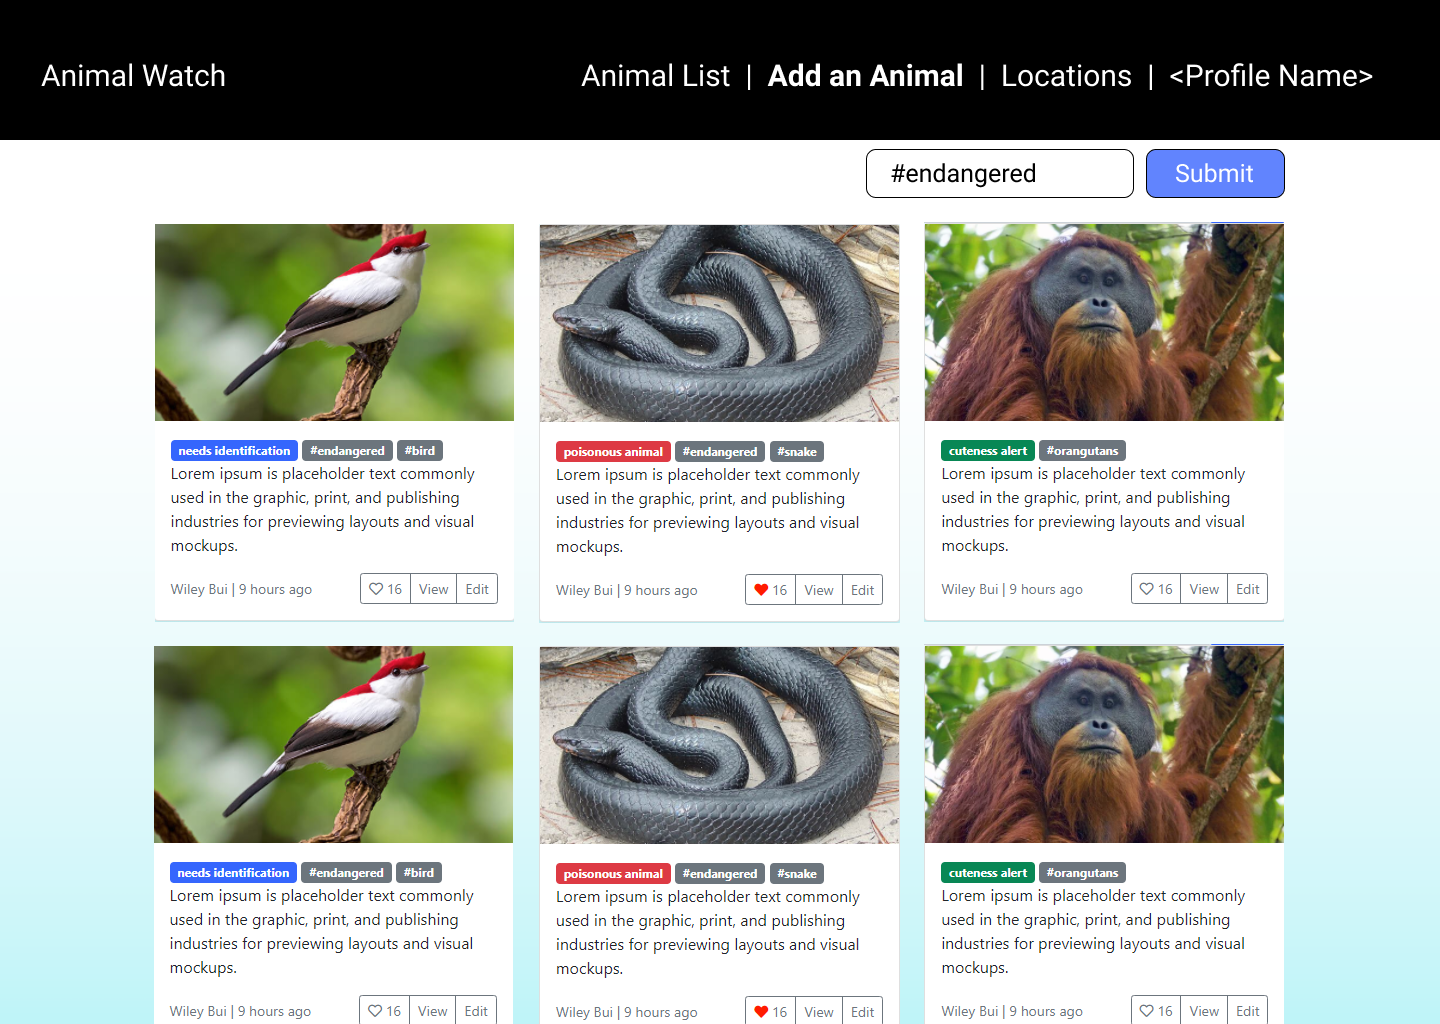 Animal Watch
Animal List | Add an Animal | Locations | <Profile Name>
#endangered
Submit
needs identification #endangered #bird
Lorem ipsum is placeholder text commonly
used in the graphic, print, and publishing
industries for previewing layouts and visual
mockups.
Wiley Bui | 9 hours ago
16 View Edit
poisonous animal #endangered #snake
Lorem ipsum is placeholder text commonly
used in the graphic, print, and publishing
industries for previewing layouts and visual
mockups.
Wiley Bui | 9 hours ago
16 View Edit
cuteness alert #orangutans
Lorem ipsum is placeholder text commonly
used in the graphic, print, and publishing
industries for previewing layouts and visual
mockups.
Wiley Bui | 9 hours ago
16 View Edit
needs identification #endangered #bird
Lorem ipsum is placeholder text commonly
used in the graphic, print, and publishing
industries for previewing layouts and visual
mockups.
Wiley Bui | 9 hours ago
16 View Edit
poisonous animal #endangered #snake
Lorem ipsum is placeholder text commonly
used in the graphic, print, and publishing
industries for previewing layouts and visual
mockups.
Wiley Bui | 9 hours ago
16 View Edit
cuteness alert #orangutans
Lorem ipsum is placeholder text commonly
used in the graphic, print, and publishing
industries for previewing layouts and visual
mockups.
Wiley Bui | 9 hours ago
16 View Edit